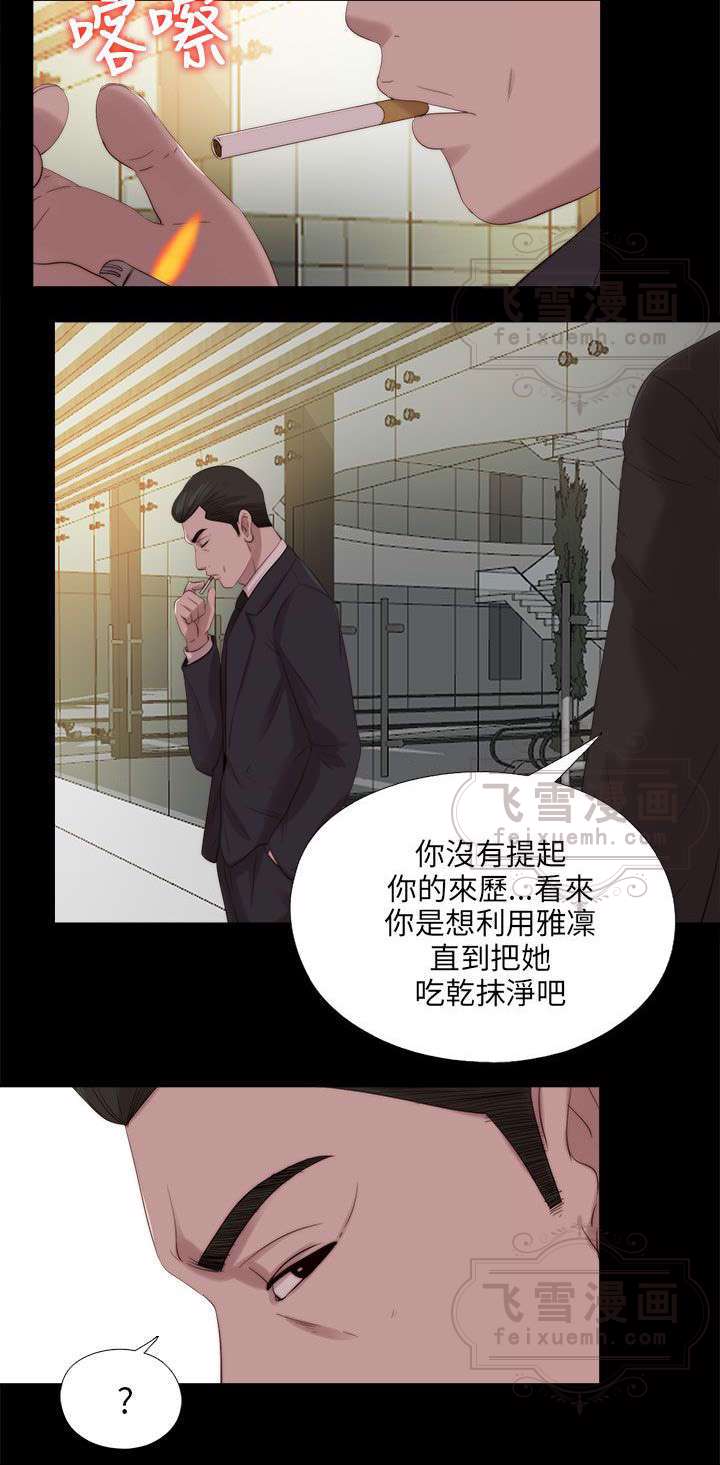 喀嚓
飞雪漫画
feixuemh.com
飞雪漫画
feixuemh.com
你沒有提起
你的來歷...看來
你是想利用雅凜
直到把她
吃乾抹淨吧
飞雪漫画
feixuemh.com
?